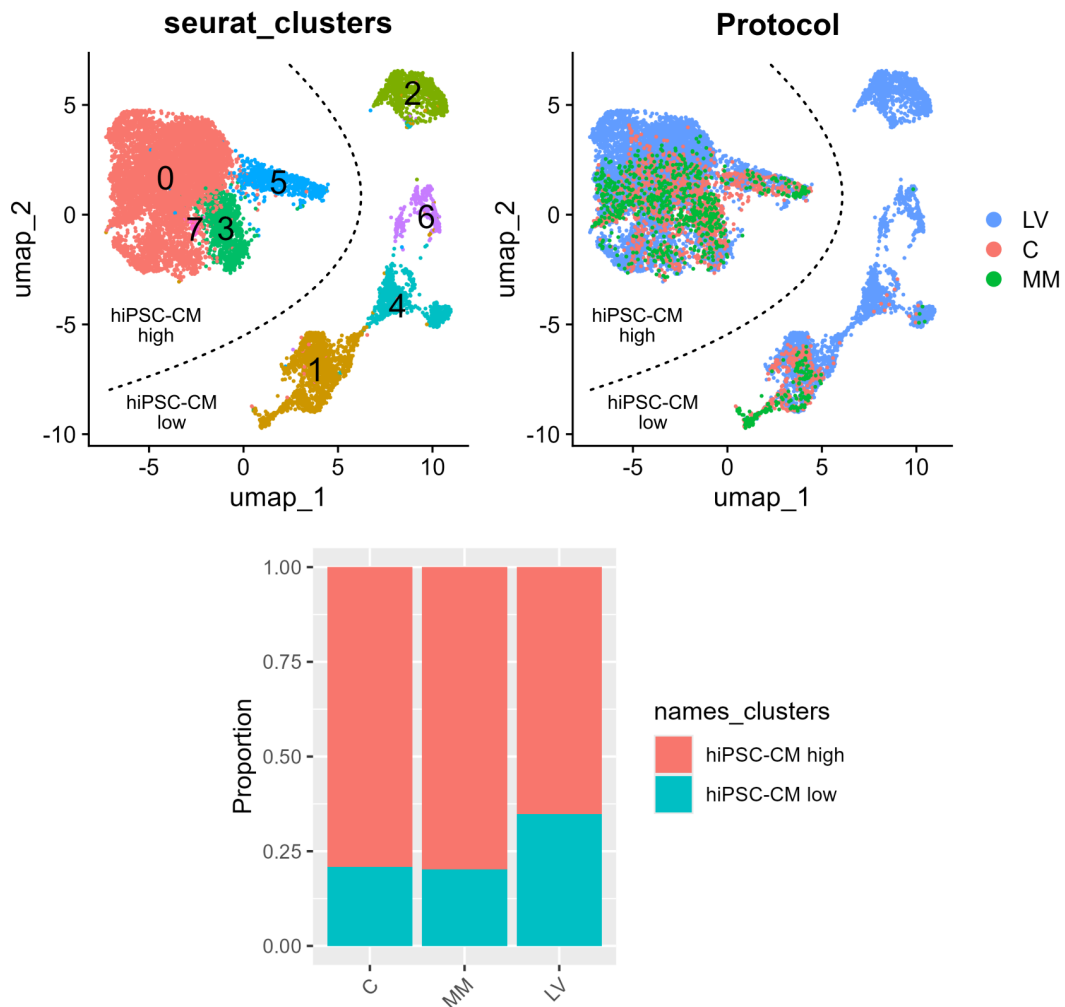 seurat_clusters
umap_2
5
0
-5
-10
2
0
5
7
3
6
4
1
hiPSC-CM
high
hiPSC-CM
low
-5
0
5
10
umap_1
Protocol
umap_2
5
0
-5
-10
hiPSC-CM
high
hiPSC-CM
low
-5
0
5
10
umap_1
LV
C
MM
Proportion
1.00
0.75
0.50
0.25
0.00
C
MM
LV
names_clusters
hiPSC-CM high
hiPSC-CM low